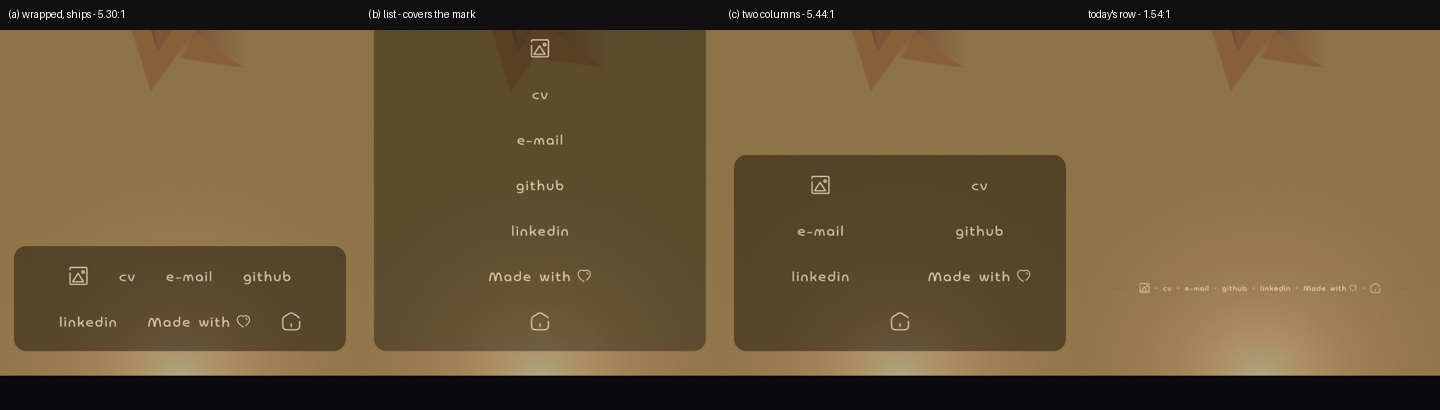 (a) wrapped, ships - 5.30:1
cv e-mail github
linkedin Made with
(b) list - covers the mark
cv
e-mail
github
linkedin
Made with
(c) two columns - 5.44:1
cv
e-mail github
linkedin Made with
today's row - 1.54:1
• cv • e-mail • github • linkedin • Made with •